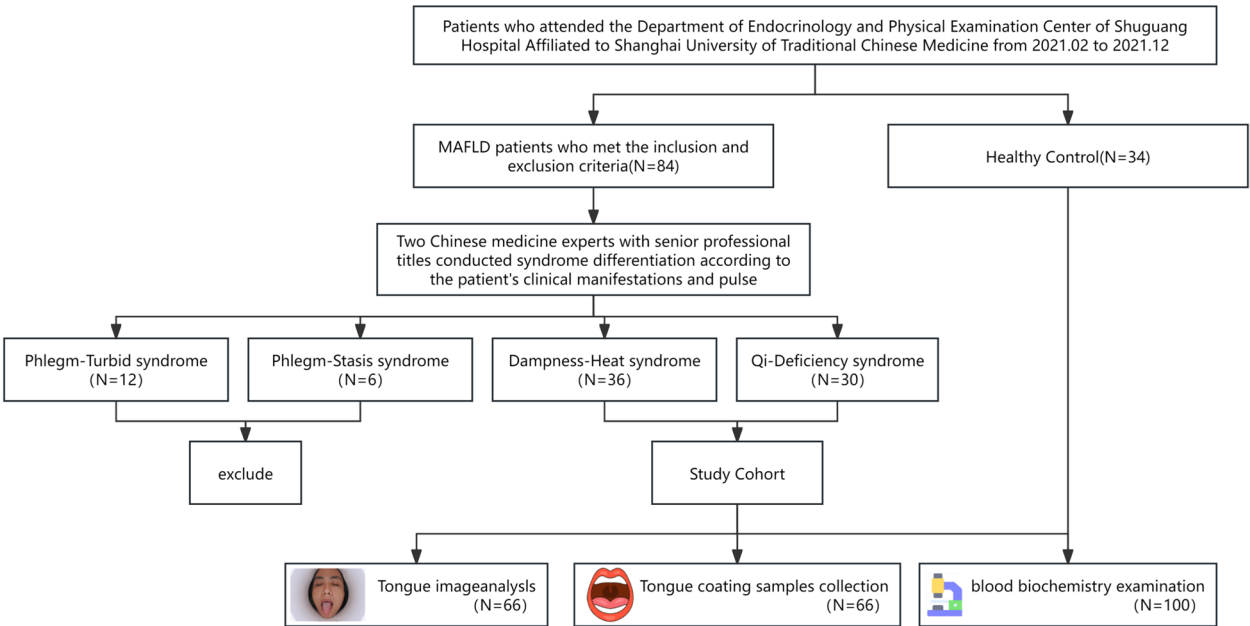 Patients who attended the Department of Endocrinology and Physical Examination Center of Shuguang
Hospital Affiliated to Shanghai University of Traditional Chinese Medicine from 2021.02 to 2021.12
MAFLD patients who met the inclusion and
exclusion criteria(N=84)
Healthy Control(N=34)
Two Chinese medicine experts with senior professional
titles conducted syndrome differentiation according to
the patient's clinical manifestations and pulse
Phlegm-Turbid syndrome
(N=12)
Phlegm-Stasis syndrome
(N=6)
Dampness-Heat syndrome
(N=36)
Qi-Deficiency syndrome
(N=30)
exclude
Study Cohort
Tongue imageanalysls
(N=66)
Tongue coating samples collection
(N=66)
blood biochemistry examination
(N=100)